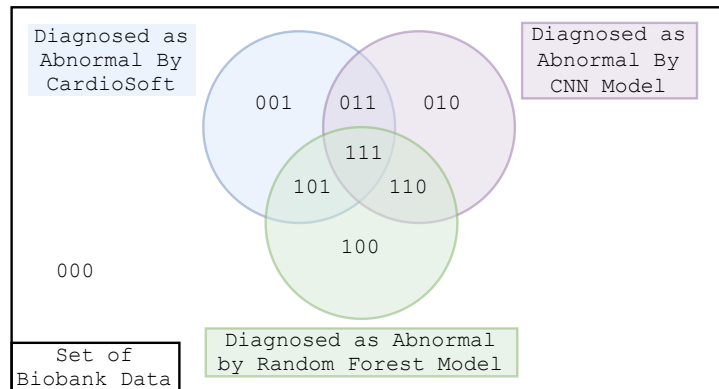 Diagnosed as
Abnormal By
CardioSoft
Diagnosed as
Abnormal By
CNN Model
001
011
010
111
101
110
100
000
Diagnosed as Abnormal
by Random Forest Model
Set of
Biobank Data